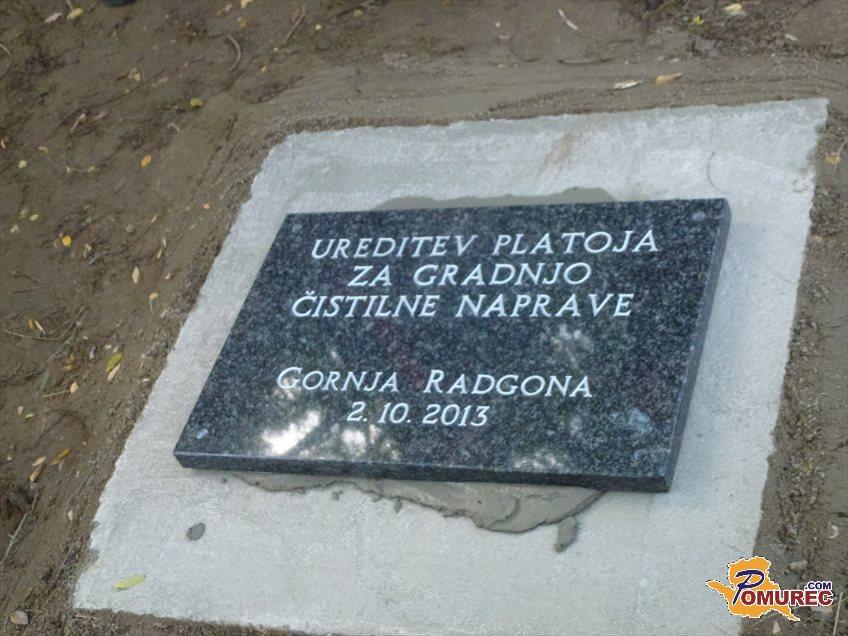 UREDITEV PLATOJA
ZA GRADNJO
ČISTILNE NAPRAVE
GORNJA RADGONA
2. 10. 2013
POMUREC.COM